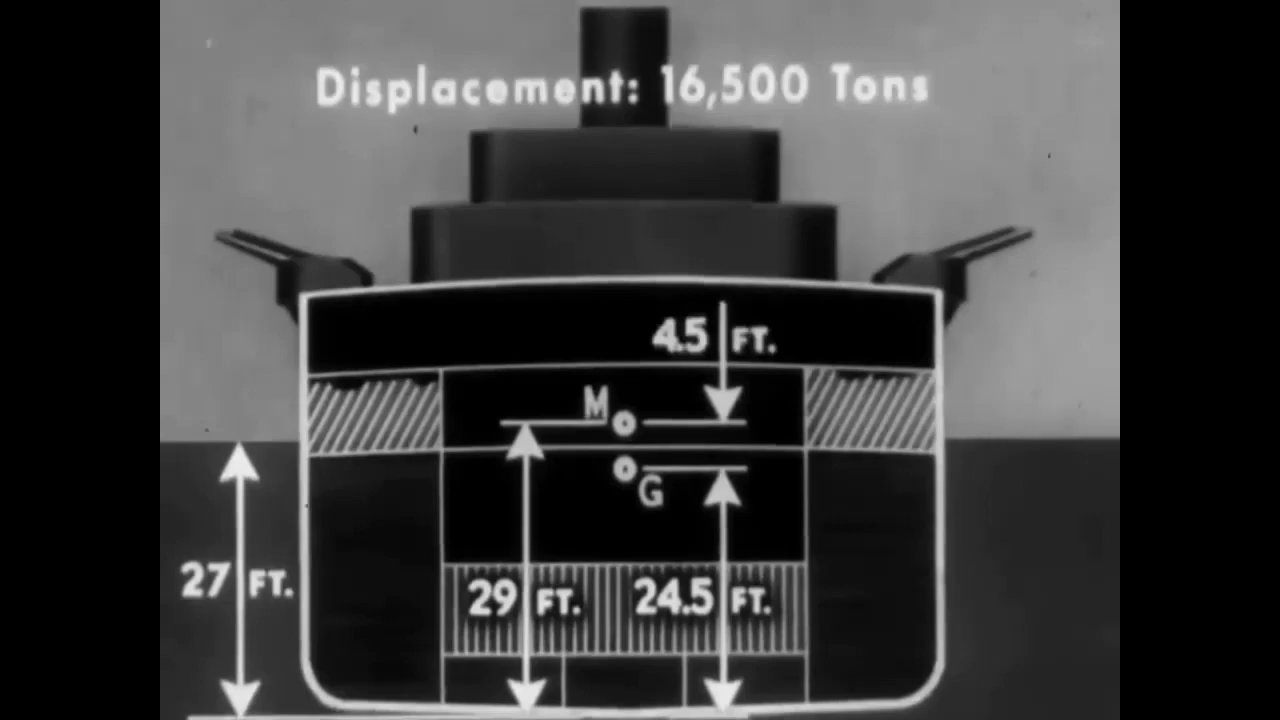 Displacement: 16,500 Tons
4.5 FT.
M
G
27 FT.
29 FT.
24.5 FT.